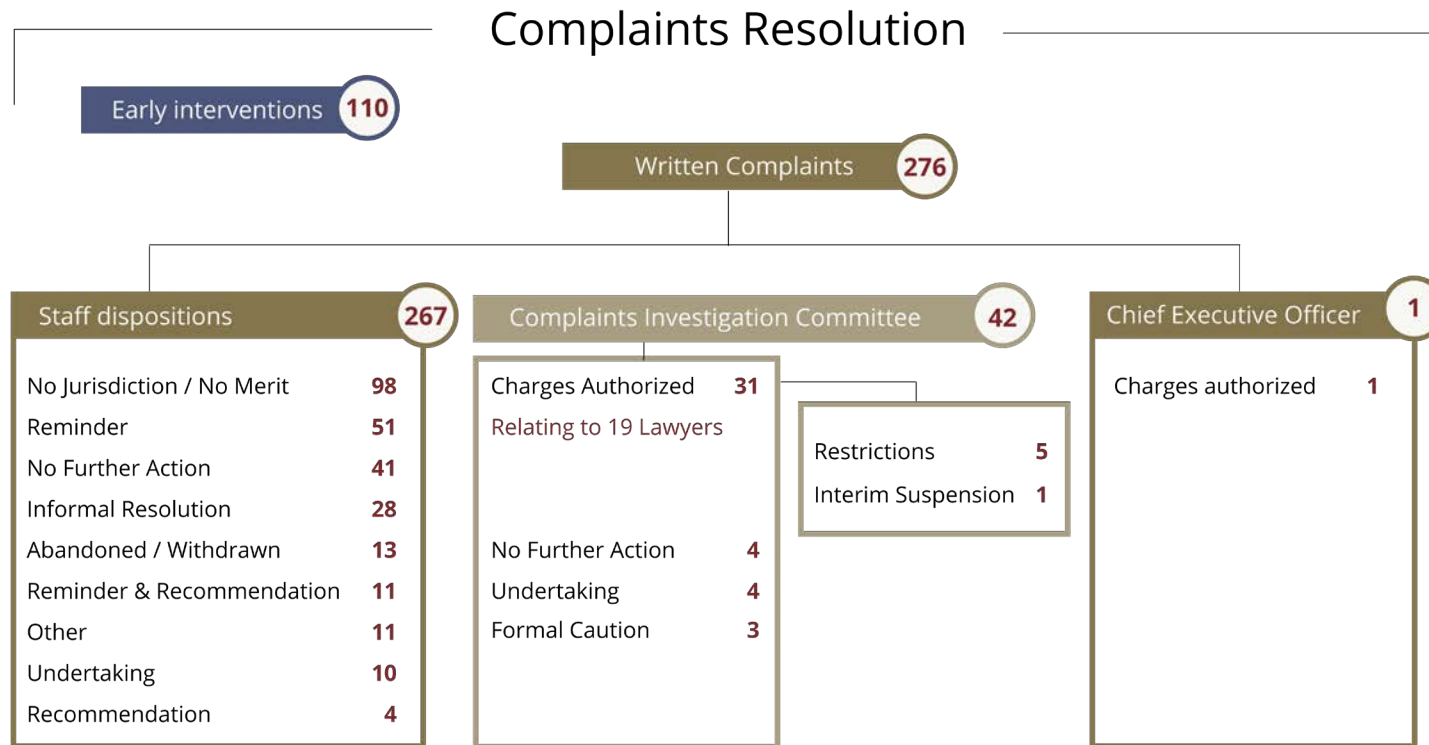 Complaints Resolution
Early interventions 110
Written Complaints 276
Staff dispositions 267
No Jurisdiction / No Merit 98
Reminder 51
No Further Action 41
Informal Resolution 28
Abandoned / Withdrawn 13
Reminder & Recommendation 11
Other 11
Undertaking 10
Recommendation 4
Complaints Investigation Committee 42
Charges Authorized 31
Relating to 19 Lawyers
No Further Action 4
Undertaking 4
Formal Caution 3
Restrictions 5
Interim Suspension 1
Chief Executive Officer 1
Charges authorized 1